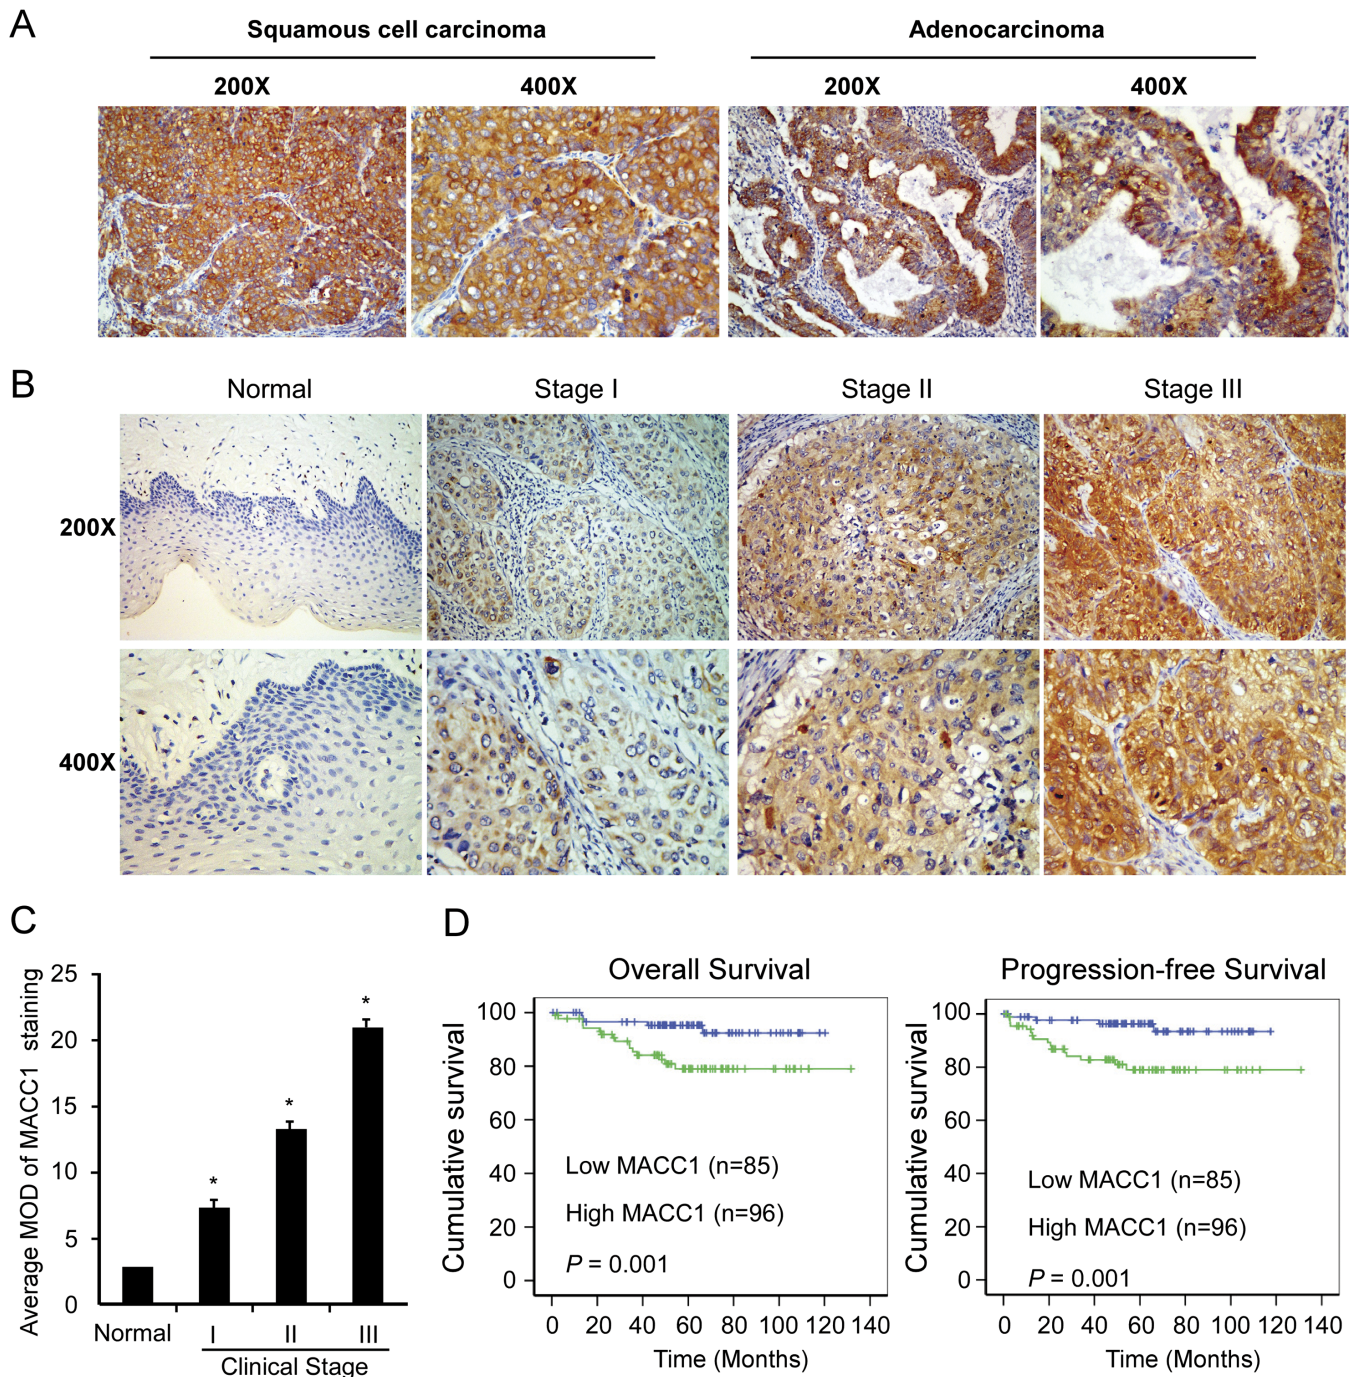 A
Squamous cell carcinoma
Adenocarcinoma
200X
400X
200X
400X
B
Normal
Stage I
Stage II
Stage III
200X
400X
C
Average MOD of MACC1 staining
25
20
15
10
5
0
*
*
*
Normal
I
II
III
Clinical Stage
D
Overall Survival
Cumulative survival
100
80
60
40
20
0
Low MACC1 (n=85)
High MACC1 (n=96)
P = 0.001
0 20 40 60 80 100 120 140
Time (Months)
Progression-free Survival
Cumulative survival
100
80
60
40
20
0
Low MACC1 (n=85)
High MACC1 (n=96)
P = 0.001
0 20 40 60 80 100 120 140
Time (Months)